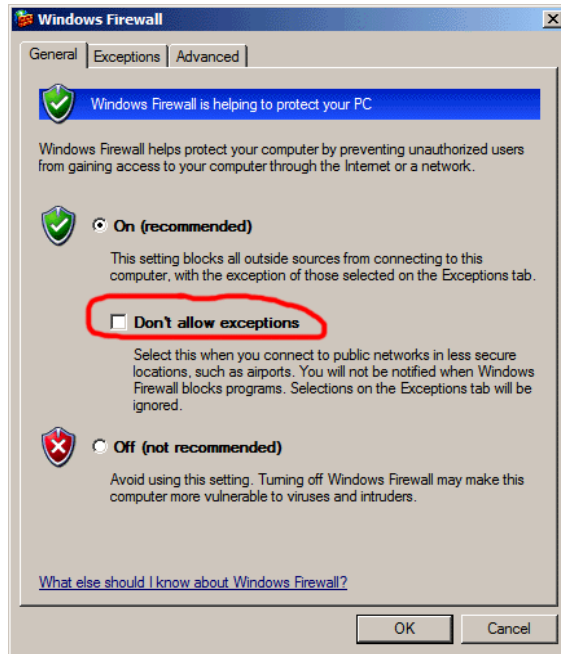 Windows Firewall
General Exceptions Advanced
Windows Firewall is helping to protect your PC
Windows Firewall helps protect your computer by preventing unauthorized users
from gaining access to your computer through the Internet or a network.
On (recommended)
This setting blocks all outside sources from connecting to this
computer, with the exception of those selected on the Exceptions tab.
Don't allow exceptions
Select this when you connect to public networks in less secure
locations, such as airports. You will not be notified when Windows
Firewall blocks programs. Selections on the Exceptions tab will be
ignored.
Off (not recommended)
Avoid using this setting. Turning off Windows Firewall may make this
computer more vulnerable to viruses and intruders.
What else should I know about Windows Firewall?
OK Cancel